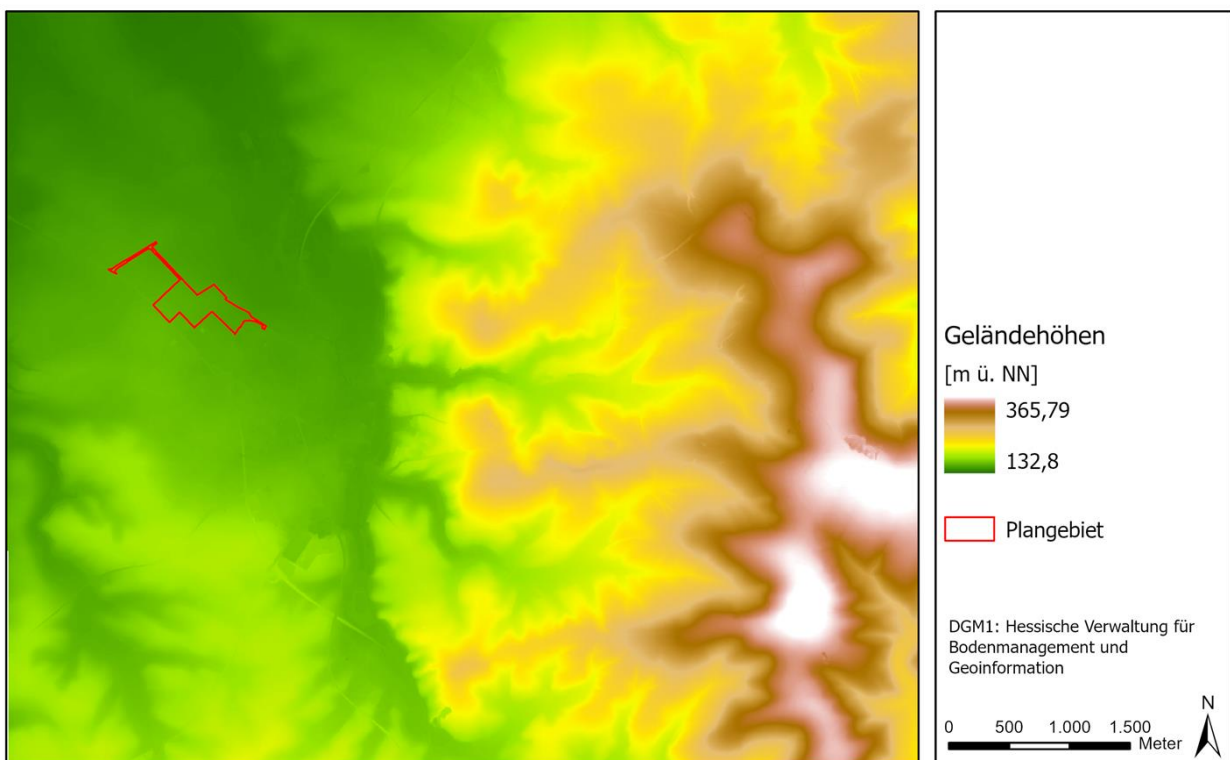 Geländehöhen
[m ü. NN]
365,79
132,8
Plangebiet
DGM1: Hessische Verwaltung für
Bodenmanagement und
Geoinformation
N
0 500 1.000 1.500
Meter